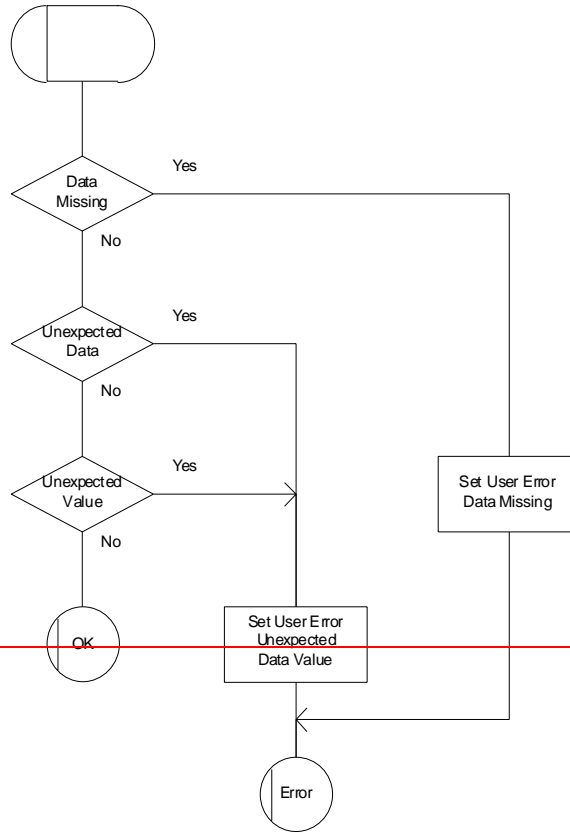 Yes
Data
Missing
No
Yes
Unexpected
Data
No
Yes
Unexpected
Value
No
Set User Error
Data Missing
OK
Set User Error
Unexpected
Data Value
Error